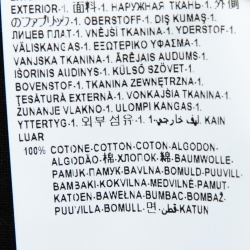 EXTERIOR-1. 面料-1. НАРУЖНАЯ ТКАНЬ-1. 外側
のファブリック-1. OBERSTOFF-1. DIŞ KUMAŞ-1.
ЛИЦЕВ ПЛАТ-1. VNĚJŠÍ TKANINA-1. YDERSTOF-1.
VÄLISKANGAS-1. ΕΞΩΤΕΡΙΚΟ ΥΦΑΣΜΑ-1.
VANJSKA TKANINA-1. ĀRĒJAIS AUDUMS-1.
IŠORINIS AUDINYS-1. KÜLSŐ SZÖVET-1.
BOVENSTOF-1. TKANINA ZEWNĘTRZNA-1.
ȚESĂTURĂ EXTERNĂ-1. VONKAJŠIA TKANINA-1.
ZUNANJE VLAKNO-1. ULOMPI KANGAS-1.
YTTERTYG-1. 외부 섬유-1. ليف خارجي-1. KAIN
LUAR
100% COTONE-COTTON-COTON-ALGODON-
ALGODÃO-棉-ХЛОПОК-綿-BAUMWOLLE-
PAMUK-ПАМУК-BAVLNA-BOMULD-PUUVILL-
ΒΑΜΒΑΚΙ-KOKVILNA-MEDVILNĖ-PAMUT-
KATOEN-BAWEŁNA-BUMBAC-BOMBAŽ-
PUUVILLA-BOMULL-면-قطن-KATUN